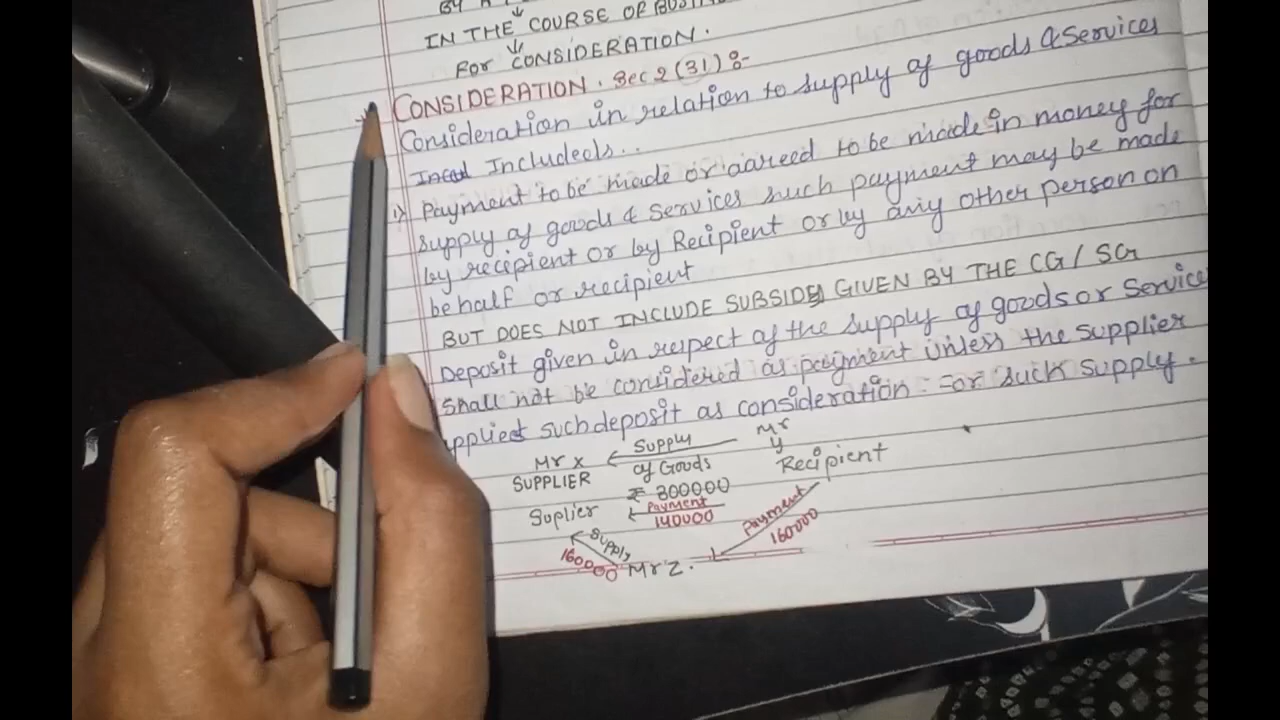 BY A
IN THE COURSE OF BUSIN
FOR CONSIDERATION.
CONSIDERATION. Sec 2 (31) :-
Consideration in relation to supply of goods & Services
Includeds..
1) Payment to be made or aareed to be made in money for
supply of goods & Services such payment may be made
by recipient or by Recipient or by any other person on
behalf or recipient
BUT DOES NOT INCLUDE SUBSIDY GIVEN BY THE CG / SG
Deposit given in respect of the supply of goods or Service
Shall not be considered as payment unless the supplier
applies such deposit as consideration For such supply.
Mr X Supply Mr Y
SUPPLIER of Goods Recipient
₹ 300000
Suplier Payment Payment
140000 160000
Supply
160000 Mr Z.